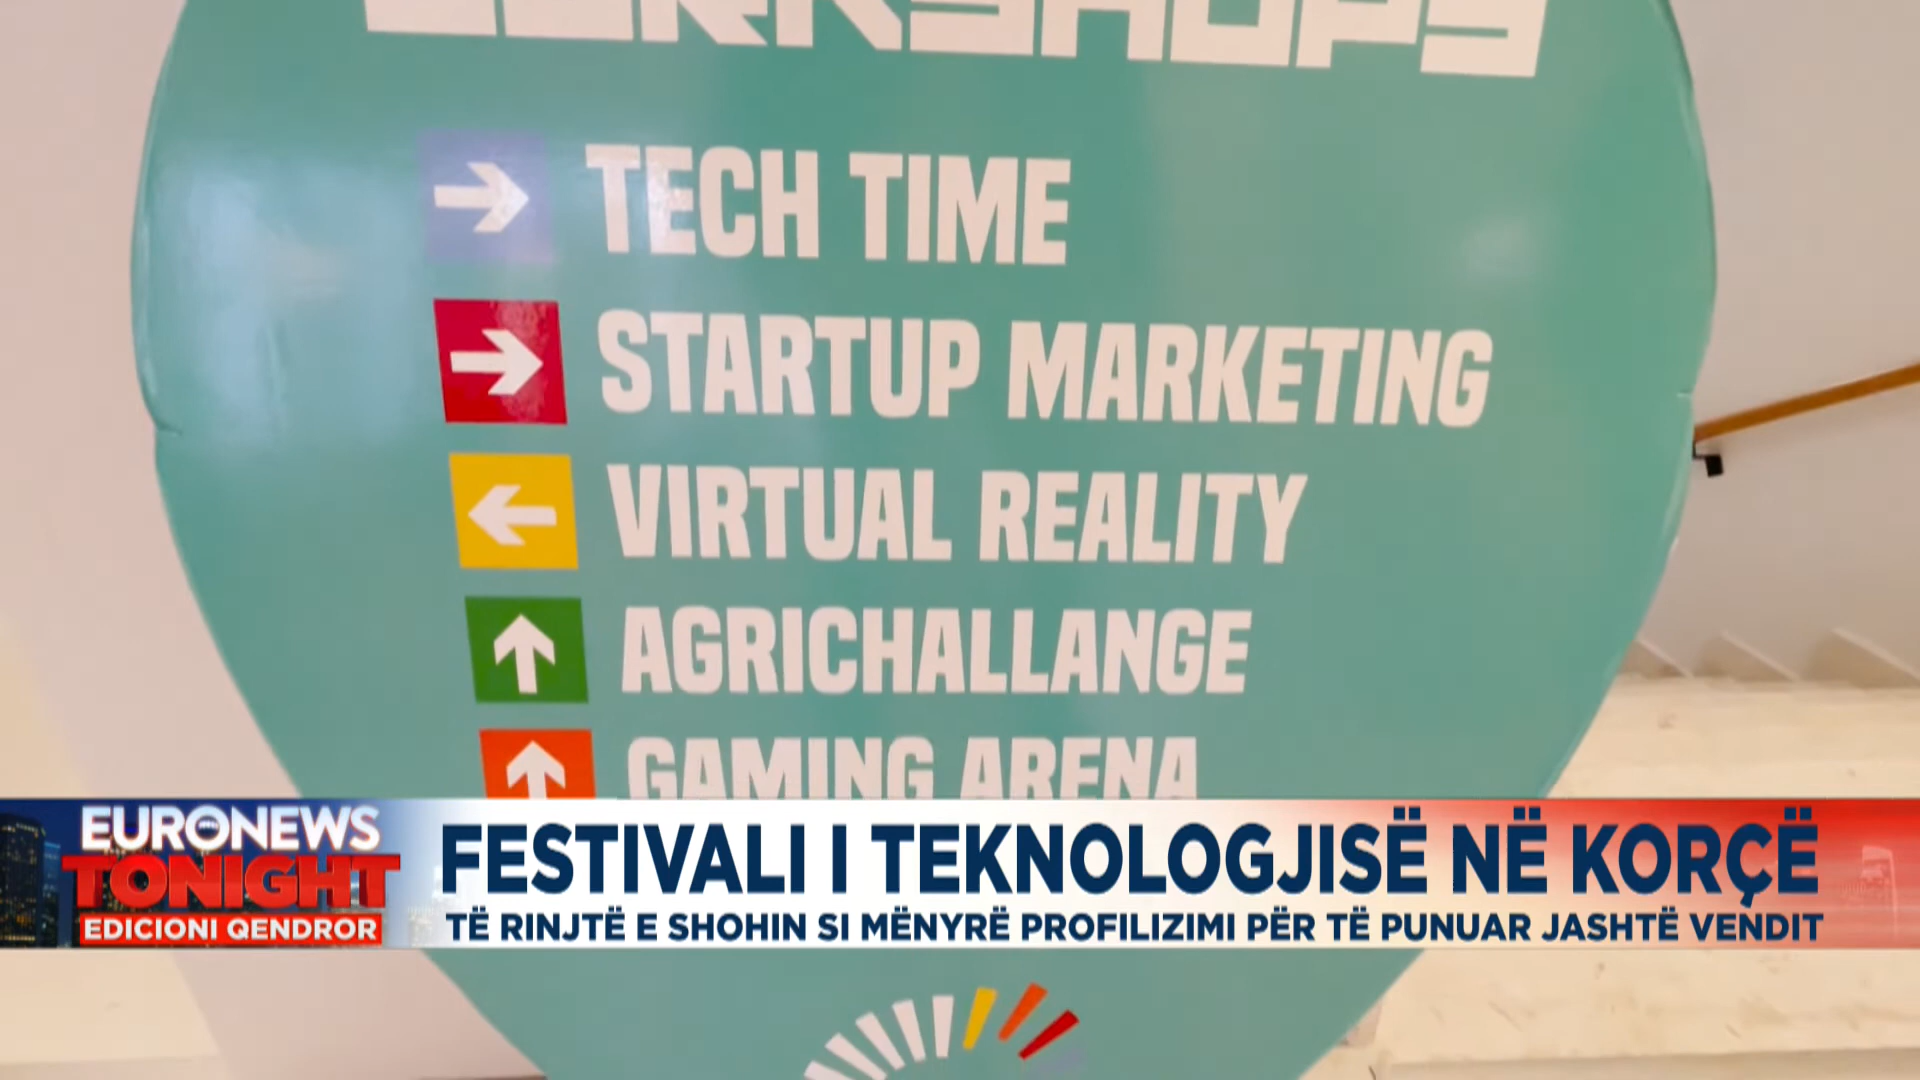 WORKSHOPS
TECH TIME
STARTUP MARKETING
VIRTUAL REALITY
AGRICHALLANGE
GAMING ARENA
EURONEWS
TONIGHT
EDICIONI QENDROR
FESTIVALI I TEKNOLOGJISË NË KORÇË
TË RINJTË E SHOHIN SI MËNYRË PROFILIZIMI PËR TË PUNUAR JASHTË VENDIT